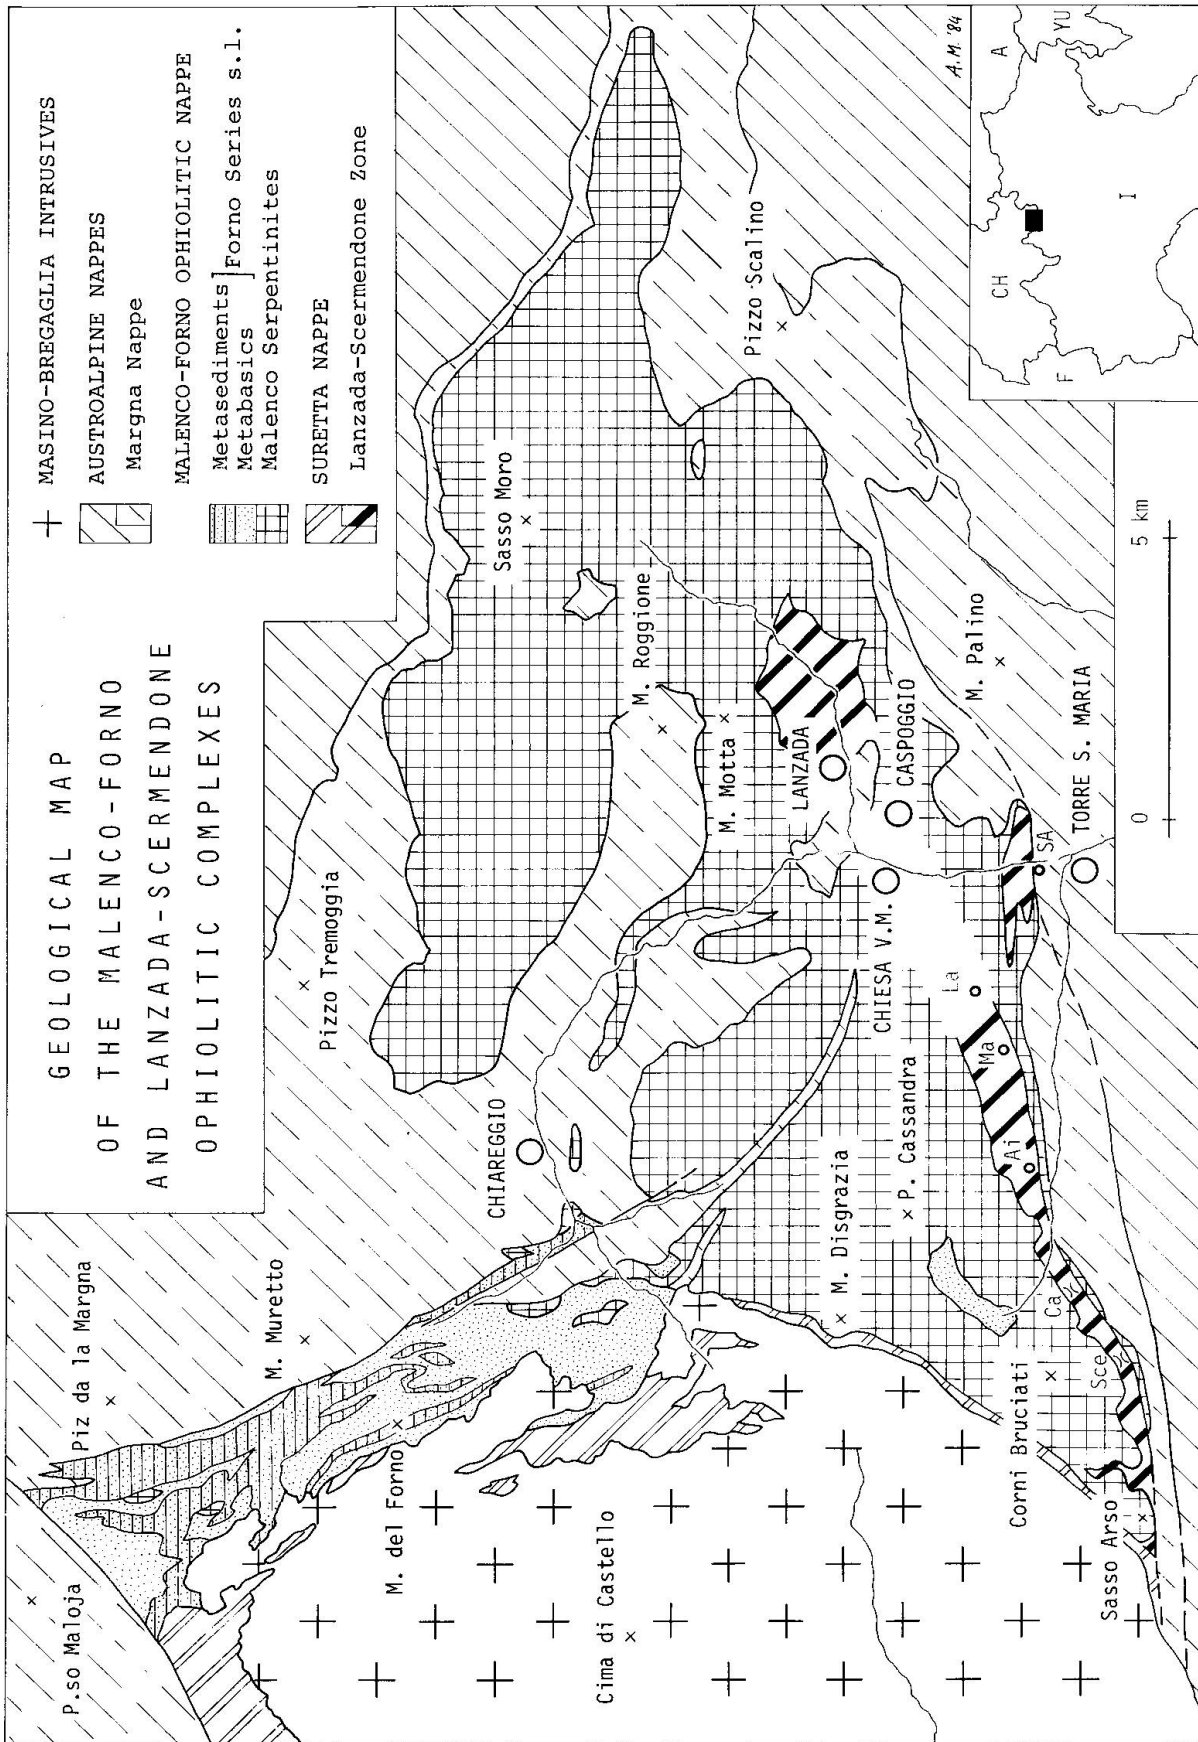 GEOLOGICAL MAP
OF THE MALENCO-FORNO
AND LANZADA-SCERMENDONE
OPHIOLITIC COMPLEXES
MASINO-BREGAGLIA INTRUSIVES
AUSTROALPINE NAPPES
Margna Nappe
MALENCO-FORNO OPHIOLITIC NAPPE
Metasediments] Forno Series s.l.
Metabasics
Malenco Serpentinites
SURETTA NAPPE
Lanzada-Scermendone Zone
P.so Maloja
Piz da la Margna
M. Muretto
M. del Forno
Cima di Castello
CHIAREGGIO
Pizzo Tremoggia
Sasso Moro
M. Roggione
M. Motta
LANZADA
CASPOGGIO
CHIESA V.M.
Pizzo Scalino
M. Palino
TORRE S. MARIA
SA
La
Ma
Ai
Ca
Sce
M. Disgrazia
P. Cassandra
Corni Bruciati
Sasso Arso
0
5 km
A.M. '84
CH
A
YU
F
I